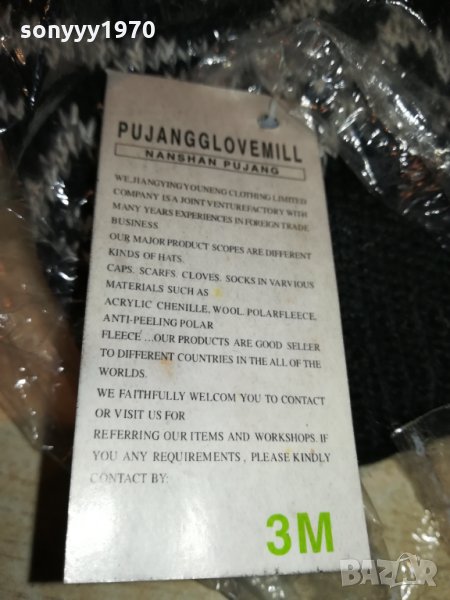 sonyyy1970
PUJANGGLOVEMILL
NANSHAN PUJANG
WE,JIANGYING YOUNENG CLOTHING LIMITED
COMPANY IS A JOINT VENTUREFACTORY WITH
MANY YEARS EXPERIENCES IN FOREIGN TRADE
BUSINESS
OUR MAJOR PRODUCT SCOPES ARE DIFFERENT
KINDS OF HATS.
CAPS. SCARFS. CLOVES. SOCKS IN VARVIOUS
MATERIALS SUCH AS
ACRYLIC CHENILLE, WOOL. POLARFLEECE,
ANTI-PEELING POLAR
FLEECE ...OUR PRODUCTS ARE GOOD SELLER
TO DIFFERENT COUNTRIES IN THE ALL OF THE
WORLDS.
WE FAITHFULLY WELCOM YOU TO CONTACT
OR VISIT US FOR
REFERRING OUR ITEMS AND WORKSHOPS. IF
YOU ANY REQUIREMENTS, PLEASE KINDLY
CONTACT BY:
3M
BAZAR.BG